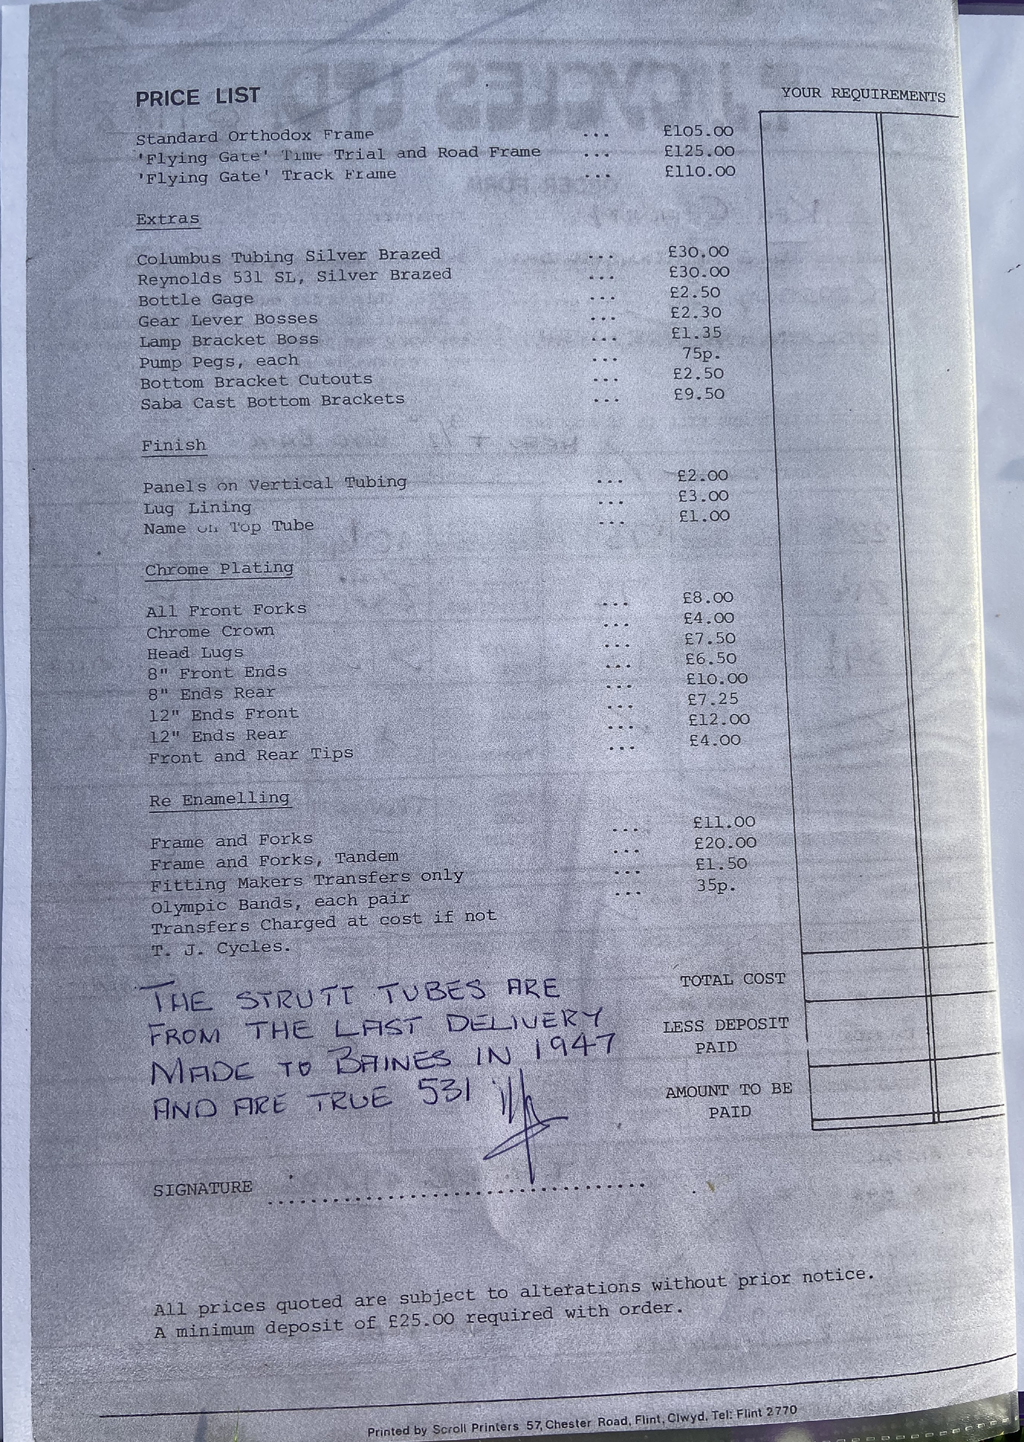 PRICE LIST
YOUR REQUIREMENTS
Standard Orthodox Frame ... £105.00
'Flying Gate' Time Trial and Road Frame ... £125.00
'Flying Gate' Track Frame ... £110.00
Extras
Columbus Tubing Silver Brazed ... £30.00
Reynolds 531 SL, Silver Brazed ... £30.00
Bottle Gage ... £2.50
Gear Lever Bosses ... £2.30
Lamp Bracket Boss ... £1.35
Pump Pegs, each ... 75p.
Bottom Bracket Cutouts ... £2.50
Saba Cast Bottom Brackets ... £9.50
Finish
Panels on Vertical Tubing ... £2.00
Lug Lining ... £3.00
Name on Top Tube ... £1.00
Chrome Plating
All Front Forks ... £8.00
Chrome Crown ... £4.00
Head Lugs ... £7.50
8" Front Ends ... £6.50
8" Ends Rear ... £10.00
12" Ends Front ... £7.25
12" Ends Rear ... £12.00
Front and Rear Tips ... £4.00
Re Enamelling
Frame and Forks ... £11.00
Frame and Forks, Tandem ... £20.00
Fitting Makers Transfers only ... £1.50
Olympic Bands, each pair ... 35p.
Transfers Charged at cost if not
T. J. Cycles.
THE STRUTT TUBES ARE
FROM THE LAST DELIVERY
MADE TO BAINES IN 1947
AND ARE TRUE 531
TOTAL COST
LESS DEPOSIT
PAID
AMOUNT TO BE
PAID
SIGNATURE ......................................
All prices quoted are subject to alterations without prior notice.
A minimum deposit of £25.00 required with order.
Printed by Scroll Printers 57, Chester Road, Flint, Clwyd. Tel: Flint 2770